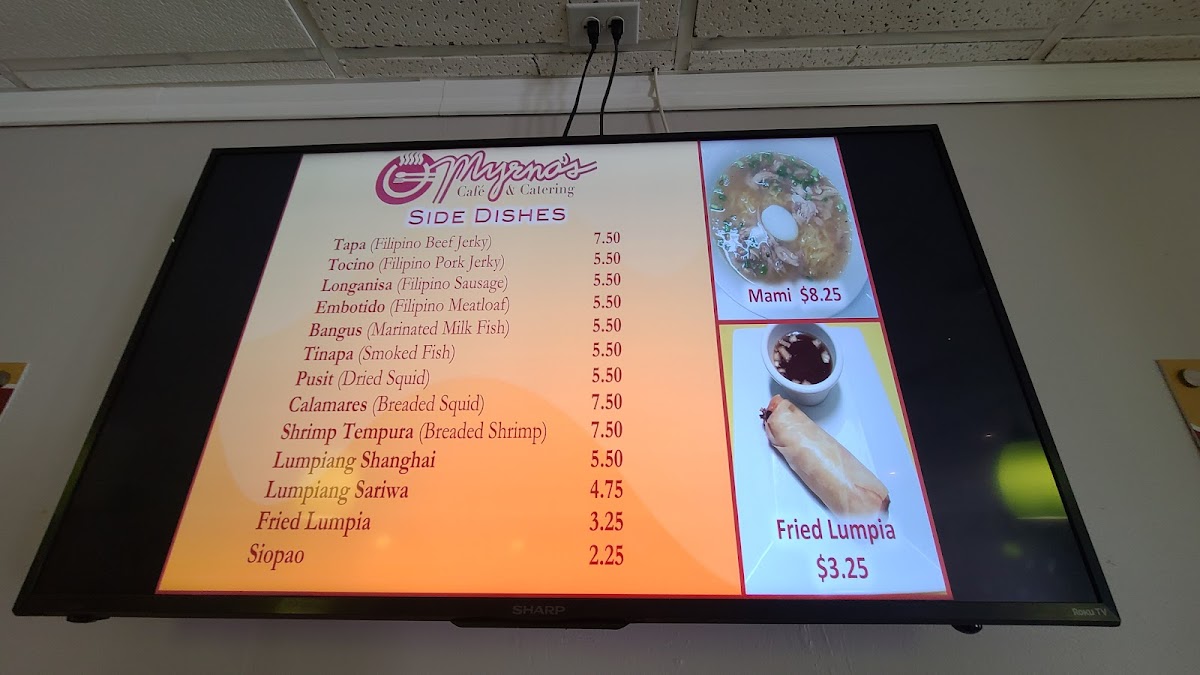 Myrna's
Café & Catering
SIDE DISHES
Tapa (Filipino Beef Jerky) 7.50
Tocino (Filipino Pork Jerky) 5.50
Longanisa (Filipino Sausage) 5.50
Embotido (Filipino Meatloaf) 5.50
Bangus (Marinated Milk Fish) 5.50
Tinapa (Smoked Fish) 5.50
Pusit (Dried Squid) 5.50
Calamares (Breaded Squid) 7.50
Shrimp Tempura (Breaded Shrimp) 7.50
Lumpiang Shanghai 5.50
Lumpiang Sariwa 4.75
Fried Lumpia 3.25
Siopao 2.25
Mami $8.25
Fried Lumpia
$3.25
SHARP
Roku TV